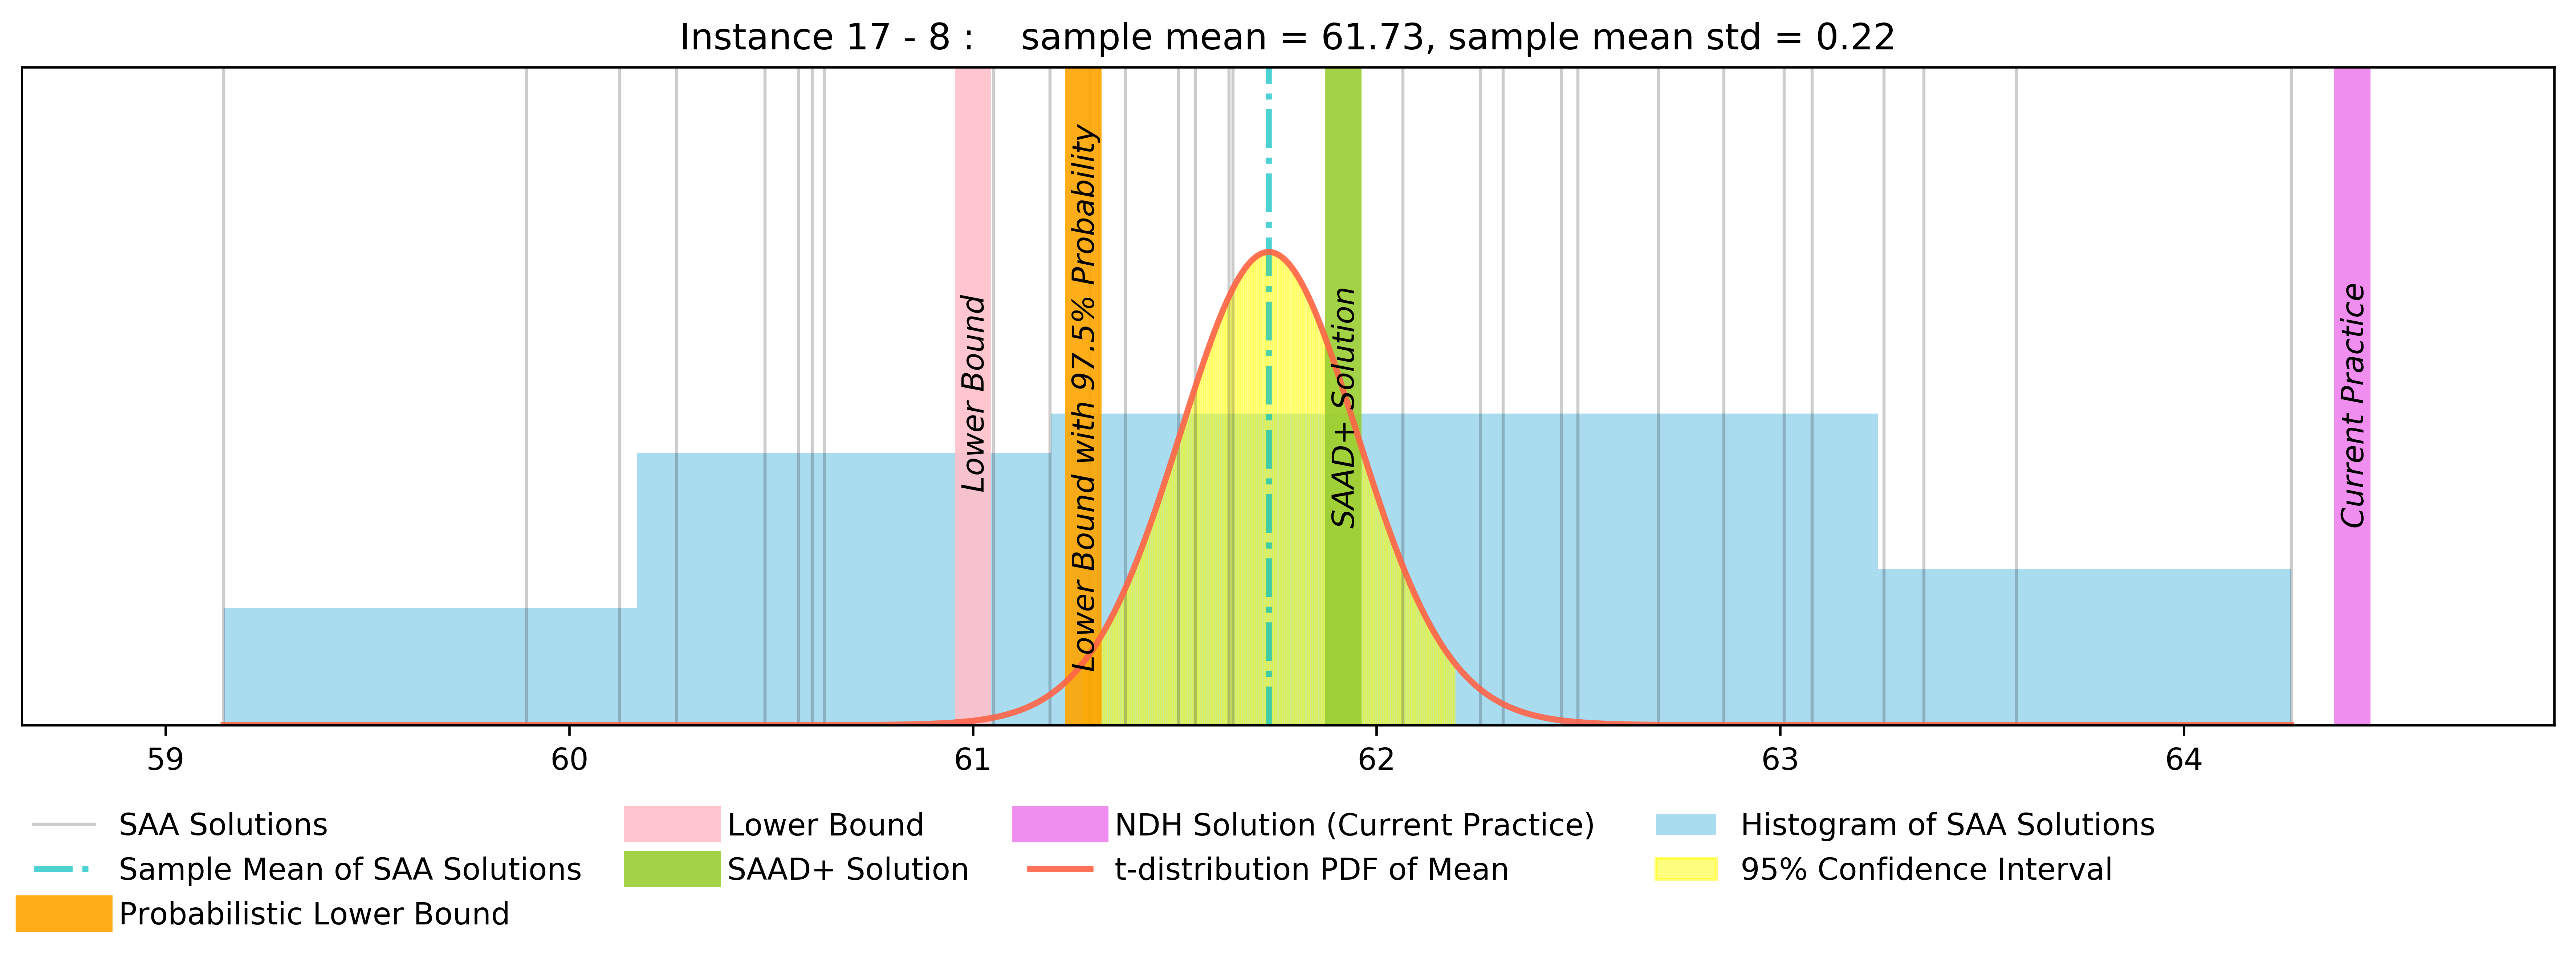 Instance 17 - 8 :    sample mean = 61.73, sample mean std = 0.22
Lower Bound
Lower Bound with 97.5% Probability
SAAD+ Solution
Current Practice
59 60 61 62 63 64
SAA Solutions
Sample Mean of SAA Solutions
Probabilistic Lower Bound
Lower Bound
SAAD+ Solution
NDH Solution (Current Practice)
t-distribution PDF of Mean
Histogram of SAA Solutions
95% Confidence Interval